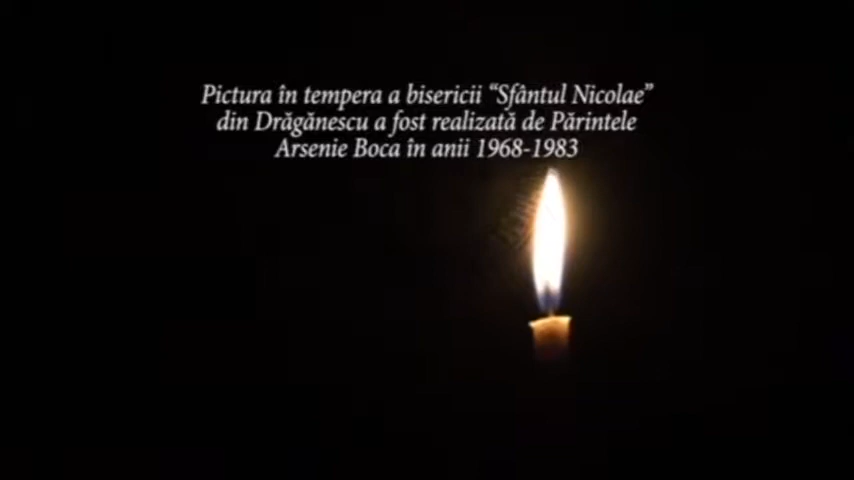 Pictura în tempera a bisericii “Sfântul Nicolae”
din Drăgănescu a fost realizată de Părintele
Arsenie Boca în anii 1968-1983